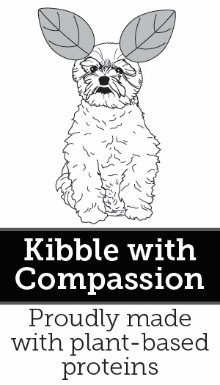 Kibble with
Compassion
Proudly made
with plant-based
proteins